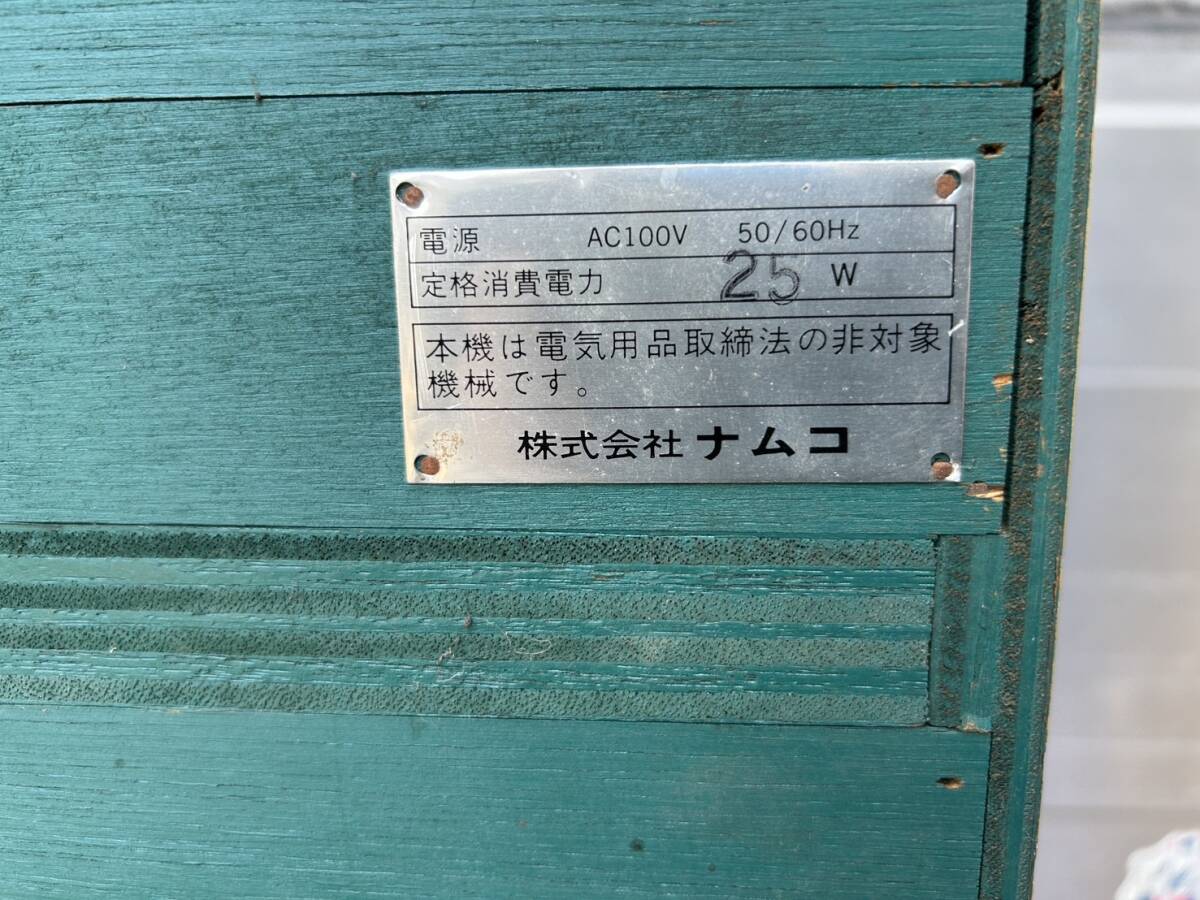 電源 AC100V 50/60Hz
定格消費電力 25 W
本機は電気用品取締法の非対象
機械です。
株式会社 ナムコ